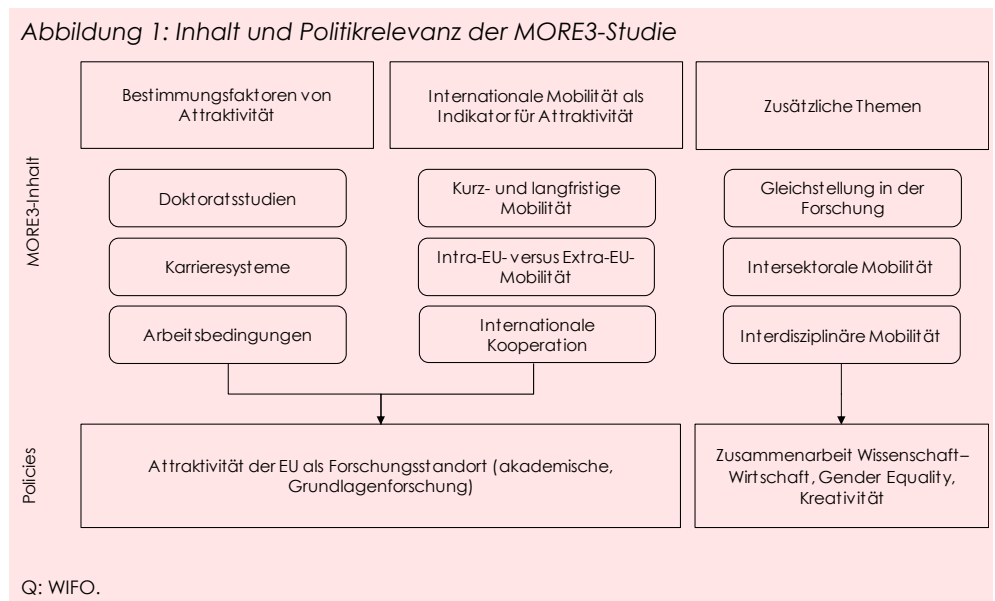 Abbildung 1: Inhalt und Politikrelevanz der MORE3-Studie
MORE3-Inhalt
Bestimmungsfaktoren von
Attraktivität
Internationale Mobilität als
Indikator für Attraktivität
Zusätzliche Themen
Doktoratsstudien
Kurz- und langfristige
Mobilität
Gleichstellung in der
Forschung
Karrieresysteme
Intra-EU- versus Extra-EU-
Mobilität
Intersektorale Mobilität
Arbeitsbedingungen
Internationale
Kooperation
Interdisziplinäre Mobilität
Policies
Attraktivität der EU als Forschungsstandort (akademische,
Grundlagenforschung)
Zusammenarbeit Wissenschaft–
Wirtschaft, Gender Equality,
Kreativität
Q: WIFO.